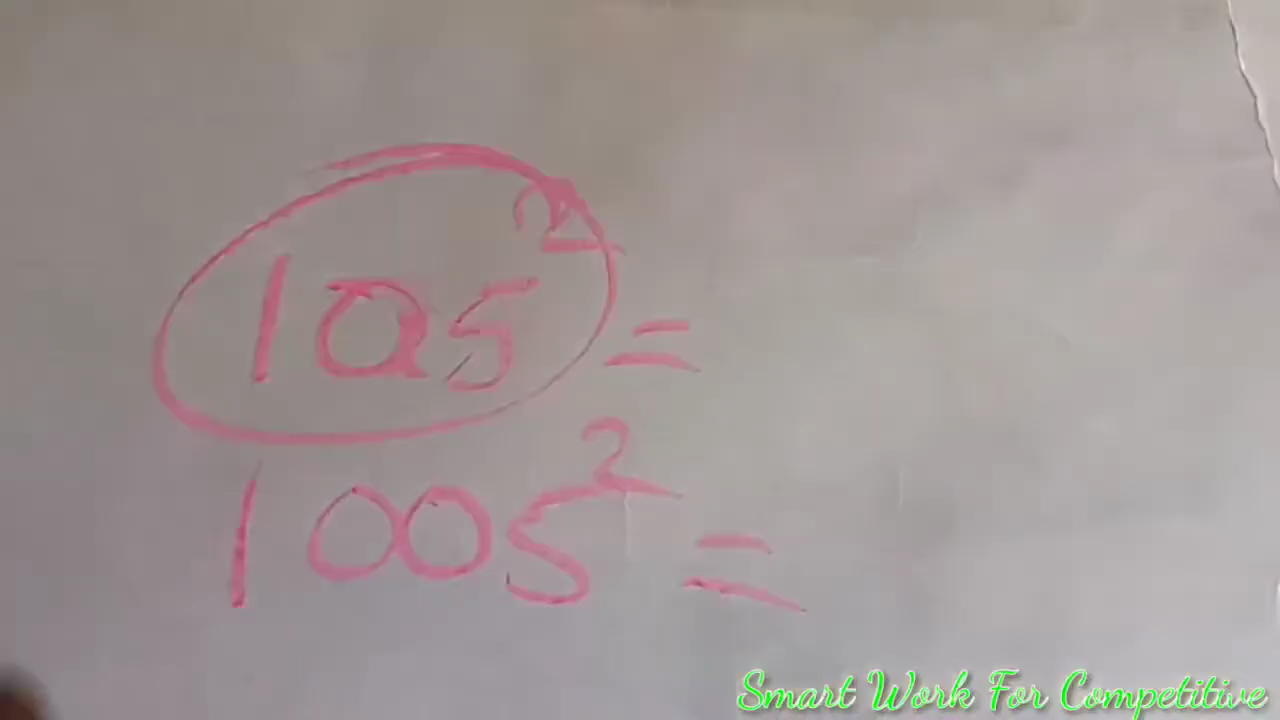 105² =
1005² =
Smart Work For Competitive